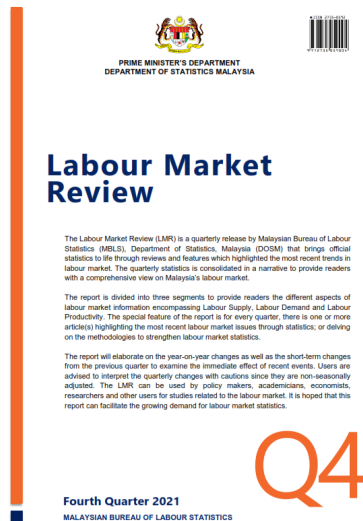 PRIME MINISTER'S DEPARTMENT
DEPARTMENT OF STATISTICS MALAYSIA
Labour Market
Review
The Labour Market Review (LMR) is a quarterly release by Malaysian Bureau of Labour
Statistics (MBLS), Department of Statistics, Malaysia (DOSM) that brings official
statistics to life through reviews and features which highlighted the most recent trends in
labour market. The quarterly statistics is consolidated in a narrative to provide readers
with a comprehensive view on Malaysia's labour market.
The report is divided into three segments to provide readers the different aspects of
labour market information encompassing Labour Supply, Labour Demand and Labour
Productivity. The special feature of the report is for every quarter, there is one or more
article(s) highlighting the most recent labour market issues through statistics; or delving
on the methodologies to strengthen labour market statistics.
The report will elaborate on the year-on-year changes as well as the short-term changes
from the previous quarter to examine the immediate effect of recent events. Users are
advised to interpret the quarterly changes with cautions since they are non-seasonally
adjusted. The LMR can be used by policy makers, academicians, economists,
researchers and other users for studies related to the labour market. It is hoped that this
report can facilitate the growing demand for labour market statistics.
Q4
Fourth Quarter 2021
MALAYSIAN BUREAU OF LABOUR STATISTICS